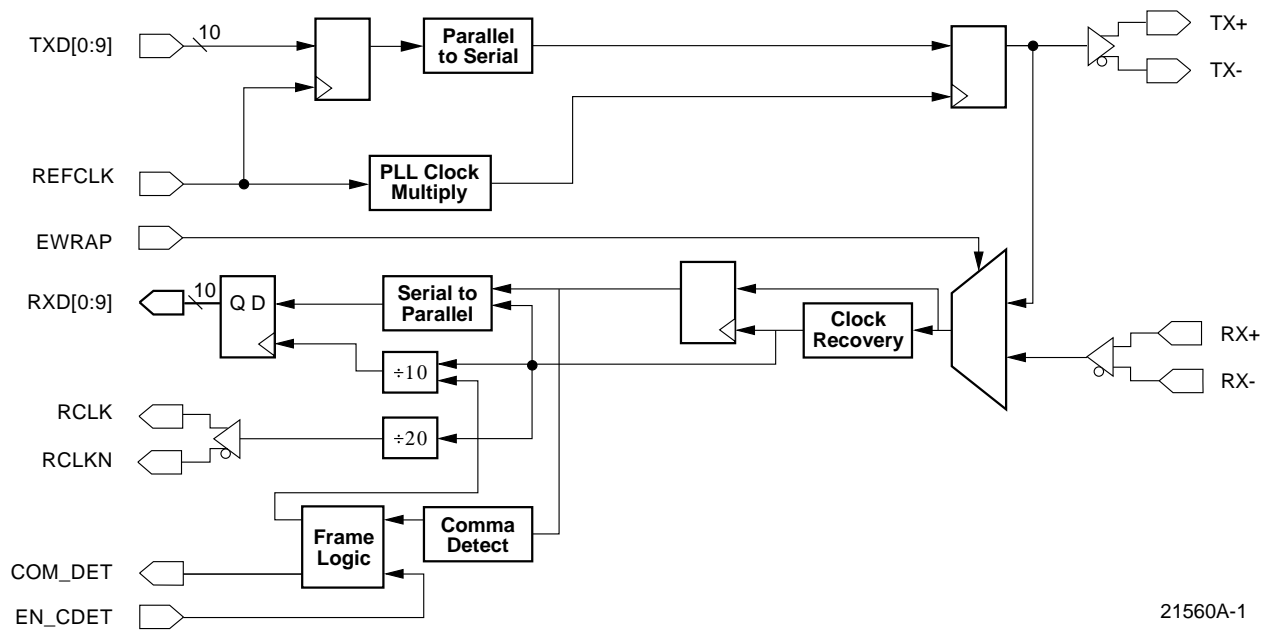 TXD[0:9]
10
Parallel
to Serial
TX+
TX-
REFCLK
PLL Clock
Multiply
EWRAP
RXD[0:9]
10
Q D
Serial to
Parallel
Clock
Recovery
RX+
RX-
÷10
RCLK
÷20
RCLKN
Frame
Logic
Comma
Detect
COM_DET
EN_CDET
21560A-1